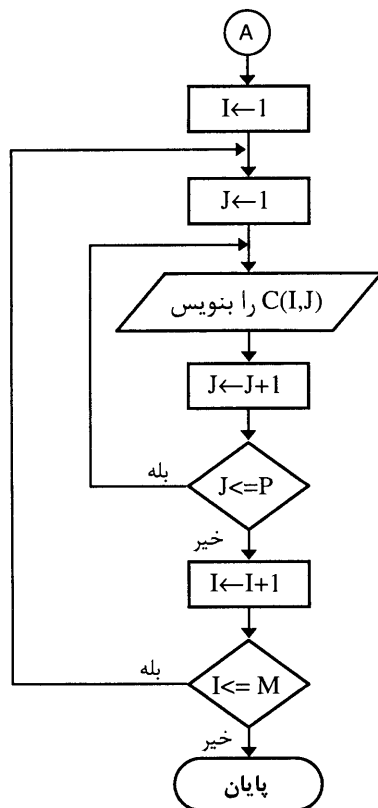 A
I←1
J←1
C(I,J) را بنویس
J←J+1
J<=P
بله
خیر
I←I+1
I<= M
بله
خیر
پایان